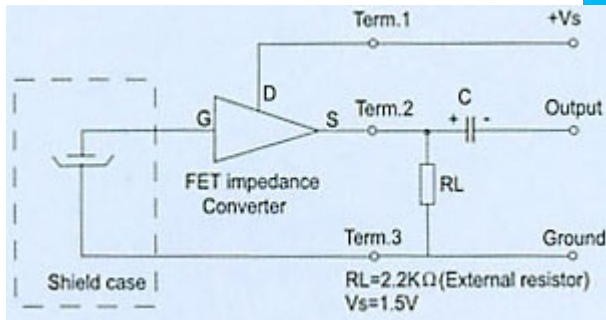 Term.1 +Vs
D
G S Term.2 C Output
+ -
FET impedance
Converter
RL
Term.3 Ground
Shield case
RL=2.2KΩ(External resistor)
Vs=1.5V